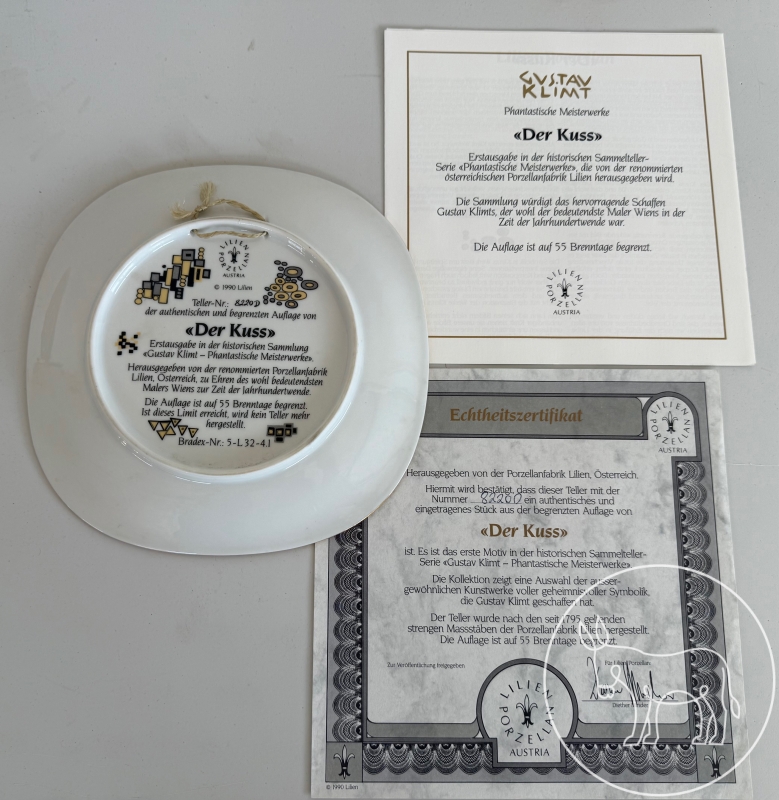 GUSTAV
KLIMT
Phantastische Meisterwerke
«Der Kuss»
Erstausgabe in der historischen Sammelteller-
Serie «Phantastische Meisterwerke», die von der renommierten
österreichischen Porzellanfabrik Lilien herausgegeben wird.
Die Sammlung würdigt das hervorragende Schaffen
Gustav Klimts, der wohl der bedeutendste Maler Wiens in der
Zeit der Jahrhundertwende war.
Die Auflage ist auf 55 Brenntage begrenzt.
LILIEN
PORZELLAN
AUSTRIA
LILIEN
PORZELLAN
AUSTRIA
© 1990 Lilien
Teller-Nr.: 8220D
der authentischen und begrenzten Auflage von
«Der Kuss»
Erstausgabe in der historischen Sammlung
«Gustav Klimt – Phantastische Meisterwerke».
Herausgegeben von der renommierten Porzellanfabrik
Lilien, Österreich, zu Ehren des wohl bedeutendsten
Malers Wiens zur Zeit der Jahrhundertwende.
Die Auflage ist auf 55 Brenntage begrenzt.
Ist dieses Limit erreicht, wird kein Teller mehr
hergestellt.
Bradex-Nr.: 5-L 32-4.1
Echtheitszertifikat
LILIEN
PORZELLAN
AUSTRIA
Herausgegeben von der Porzellanfabrik Lilien, Österreich.
Hiermit wird bestätigt, dass dieser Teller mit der
Nummer 8220D ein authentisches und
eingetragenes Stück aus der begrenzten Auflage von
«Der Kuss»
ist. Es ist das erste Motiv in der historischen Sammelteller-
Serie «Gustav Klimt – Phantastische Meisterwerke».
Die Kollektion zeigt eine Auswahl der ausser-
gewöhnlichen Kunstwerke voller geheimnisvoller Symbolik,
die Gustav Klimt geschaffen hat.
Der Teller wurde nach den seit 1795 geltenden
strengen Massstäben der Porzellanfabrik Lilien hergestellt.
Die Auflage ist auf 55 Brenntage begrenzt.
Zur Veröffentlichung freigegeben
Für Lilien Porzellan
Diether
LILIEN
PORZELLAN
AUSTRIA
© 1990 Lilien